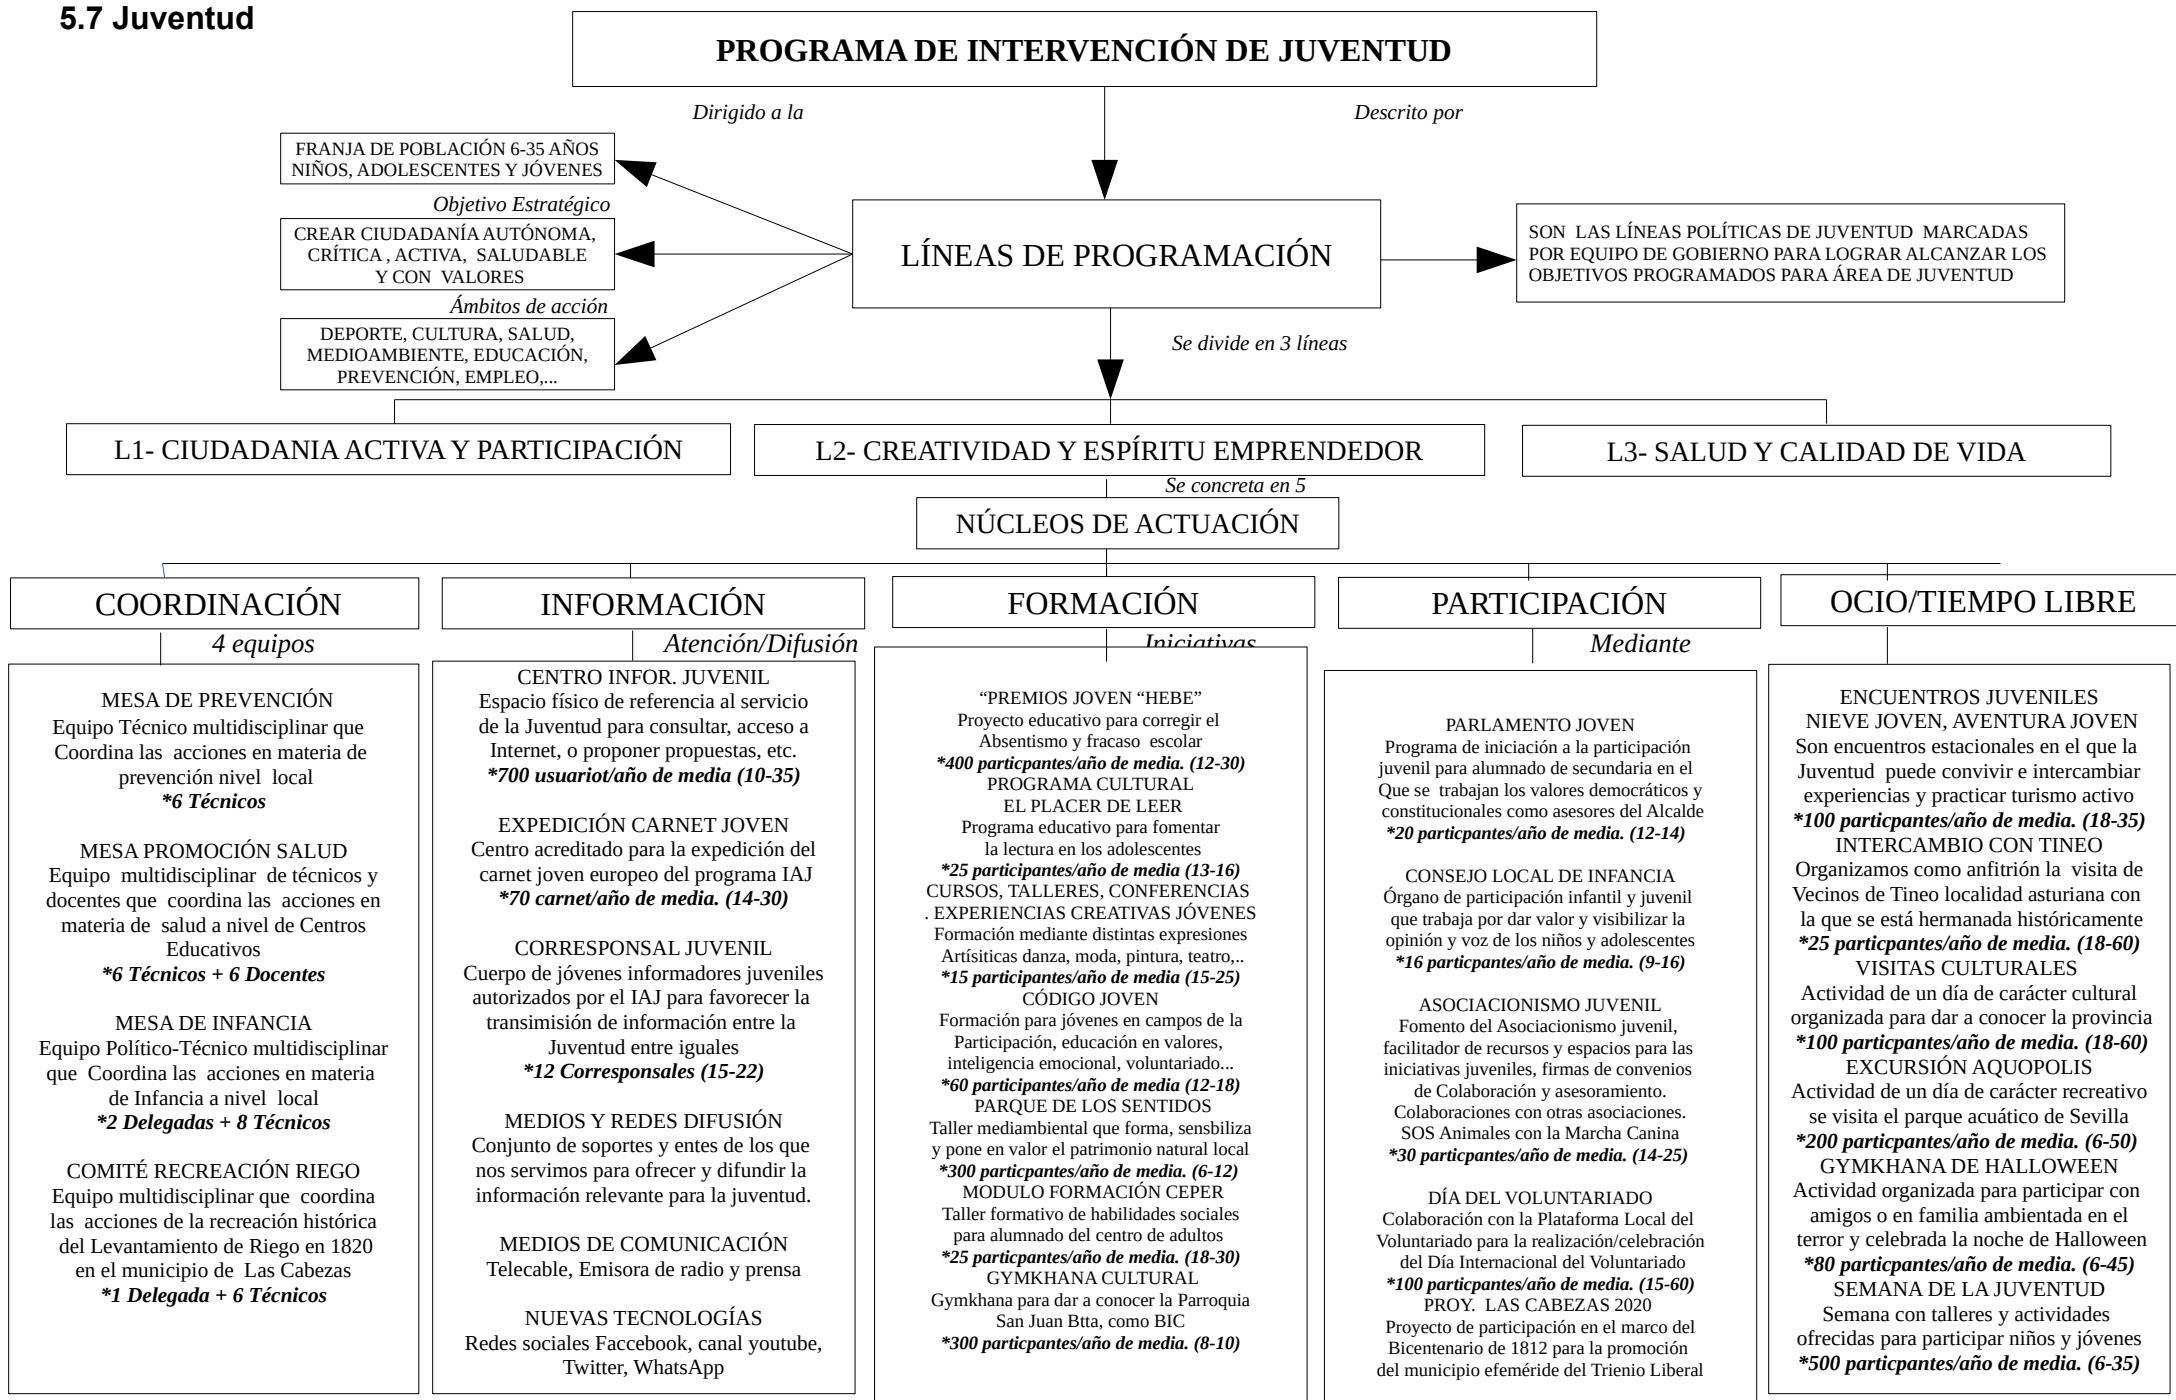 5.7 Juventud
PROGRAMA DE INTERVENCIÓN DE JUVENTUD
Dirigido a la
Descrito por
FRANJA DE POBLACIÓN 6-35 AÑOS
NIÑOS, ADOLESCENTES Y JÓVENES
Objetivo Estratégico
CREAR CIUDADANÍA AUTÓNOMA,
CRÍTICA , ACTIVA, SALUDABLE
Y CON VALORES
Ámbitos de acción
DEPORTE, CULTURA, SALUD,
MEDIOAMBIENTE, EDUCACIÓN,
PREVENCIÓN, EMPLEO,...
LÍNEAS DE PROGRAMACIÓN
SON LAS LÍNEAS POLÍTICAS DE JUVENTUD MARCADAS
POR EQUIPO DE GOBIERNO PARA LOGRAR ALCANZAR LOS
OBJETIVOS PROGRAMADOS PARA ÁREA DE JUVENTUD
Se divide en 3 líneas
L1- CIUDADANIA ACTIVA Y PARTICIPACIÓN
L2- CREATIVIDAD Y ESPÍRITU EMPRENDEDOR
L3- SALUD Y CALIDAD DE VIDA
Se concreta en 5
NÚCLEOS DE ACTUACIÓN
COORDINACIÓN
4 equipos
MESA DE PREVENCIÓN
Equipo Técnico multidisciplinar que
Coordina las acciones en materia de
prevención nivel local
*6 Técnicos
MESA PROMOCIÓN SALUD
Equipo multidisciplinar de técnicos y
docentes que coordina las acciones en
materia de salud a nivel de Centros
Educativos
*6 Técnicos + 6 Docentes
MESA DE INFANCIA
Equipo Político-Técnico multidisciplinar
que Coordina las acciones en materia
de Infancia a nivel local
*2 Delegadas + 8 Técnicos
COMITÉ RECREACIÓN RIEGO
Equipo multidisciplinar que coordina
las acciones de la recreación histórica
del Levantamiento de Riego en 1820
en el municipio de Las Cabezas
*1 Delegada + 6 Técnicos
INFORMACIÓN
Atención/Difusión
CENTRO INFOR. JUVENIL
Espacio físico de referencia al servicio
de la Juventud para consultar, acceso a
Internet, o proponer propuestas, etc.
*700 usuariot/año de media (10-35)
EXPEDICIÓN CARNET JOVEN
Centro acreditado para la expedición del
carnet joven europeo del programa IAJ
*70 carnet/año de media. (14-30)
CORRESPONSAL JUVENIL
Cuerpo de jóvenes informadores juveniles
autorizados por el IAJ para favorecer la
transimisión de información entre la
Juventud entre iguales
*12 Corresponsales (15-22)
MEDIOS Y REDES DIFUSIÓN
Conjunto de soportes y entes de los que
nos servimos para ofrecer y difundir la
información relevante para la juventud.
MEDIOS DE COMUNICACIÓN
Telecable, Emisora de radio y prensa
NUEVAS TECNOLOGÍAS
Redes sociales Faccebook, canal youtube,
Twitter, WhatsApp
FORMACIÓN
Iniciativas
“PREMIOS JOVEN “HEBE”
Proyecto educativo para corregir el
Absentismo y fracaso escolar
*400 particpantes/año de media. (12-30)
PROGRAMA CULTURAL
EL PLACER DE LEER
Programa educativo para fomentar
la lectura en los adolescentes
*25 participantes/año de media (13-16)
CURSOS, TALLERES, CONFERENCIAS
. EXPERIENCIAS CREATIVAS JÓVENES
Formación mediante distintas expresiones
Artísiticas danza, moda, pintura, teatro,..
*15 participantes/año de media (15-25)
CÓDIGO JOVEN
Formación para jóvenes en campos de la
Participación, educación en valores,
inteligencia emocional, voluntariado...
*60 participantes/año de media (12-18)
PARQUE DE LOS SENTIDOS
Taller mediambiental que forma, sensbiliza
y pone en valor el patrimonio natural local
*300 particpantes/año de media. (6-12)
MODULO FORMACIÓN CEPER
Taller formativo de habilidades sociales
para alumnado del centro de adultos
*25 particpantes/año de media. (18-30)
GYMKHANA CULTURAL
Gymkhana para dar a conocer la Parroquia
San Juan Btta, como BIC
*300 particpantes/año de media. (8-10)
PARTICIPACIÓN
Mediante
PARLAMENTO JOVEN
Programa de iniciación a la participación
juvenil para alumnado de secundaria en el
Que se trabajan los valores democráticos y
constitucionales como asesores del Alcalde
*20 particpantes/año de media. (12-14)
CONSEJO LOCAL DE INFANCIA
Órgano de participación infantil y juvenil
que trabaja por dar valor y visibilizar la
opinión y voz de los niños y adolescentes
*16 particpantes/año de media. (9-16)
ASOCIACIONISMO JUVENIL
Fomento del Asociacionismo juvenil,
facilitador de recursos y espacios para las
iniciativas juveniles, firmas de convenios
de Colaboración y asesoramiento.
Colaboraciones con otras asociaciones.
SOS Animales con la Marcha Canina
*30 particpantes/año de media. (14-25)
DÍA DEL VOLUNTARIADO
Colaboración con la Plataforma Local del
Voluntariado para la realización/celebración
del Día Internacional del Voluntariado
*100 particpantes/año de media. (15-60)
PROY. LAS CABEZAS 2020
Proyecto de participación en el marco del
Bicentenario de 1812 para la promoción
del municipio efeméride del Trienio Liberal
OCIO/TIEMPO LIBRE
ENCUENTROS JUVENILES
NIEVE JOVEN, AVENTURA JOVEN
Son encuentros estacionales en el que la
Juventud puede convivir e intercambiar
experiencias y practicar turismo activo
*100 particpantes/año de media. (18-35)
INTERCAMBIO CON TINEO
Organizamos como anfitrión la visita de
Vecinos de Tineo localidad asturiana con
la que se está hermanada históricamente
*25 particpantes/año de media. (18-60)
VISITAS CULTURALES
Actividad de un día de carácter cultural
organizada para dar a conocer la provincia
*100 particpantes/año de media. (18-60)
EXCURSIÓN AQUOPOLIS
Actividad de un día de carácter recreativo
se visita el parque acuático de Sevilla
*200 particpantes/año de media. (6-50)
GYMKHANA DE HALLOWEEN
Actividad organizada para participar con
amigos o en familia ambientada en el
terror y celebrada la noche de Halloween
*80 particpantes/año de media. (6-45)
SEMANA DE LA JUVENTUD
Semana con talleres y actividades
ofrecidas para participar niños y jóvenes
*500 particpantes/año de media. (6-35)